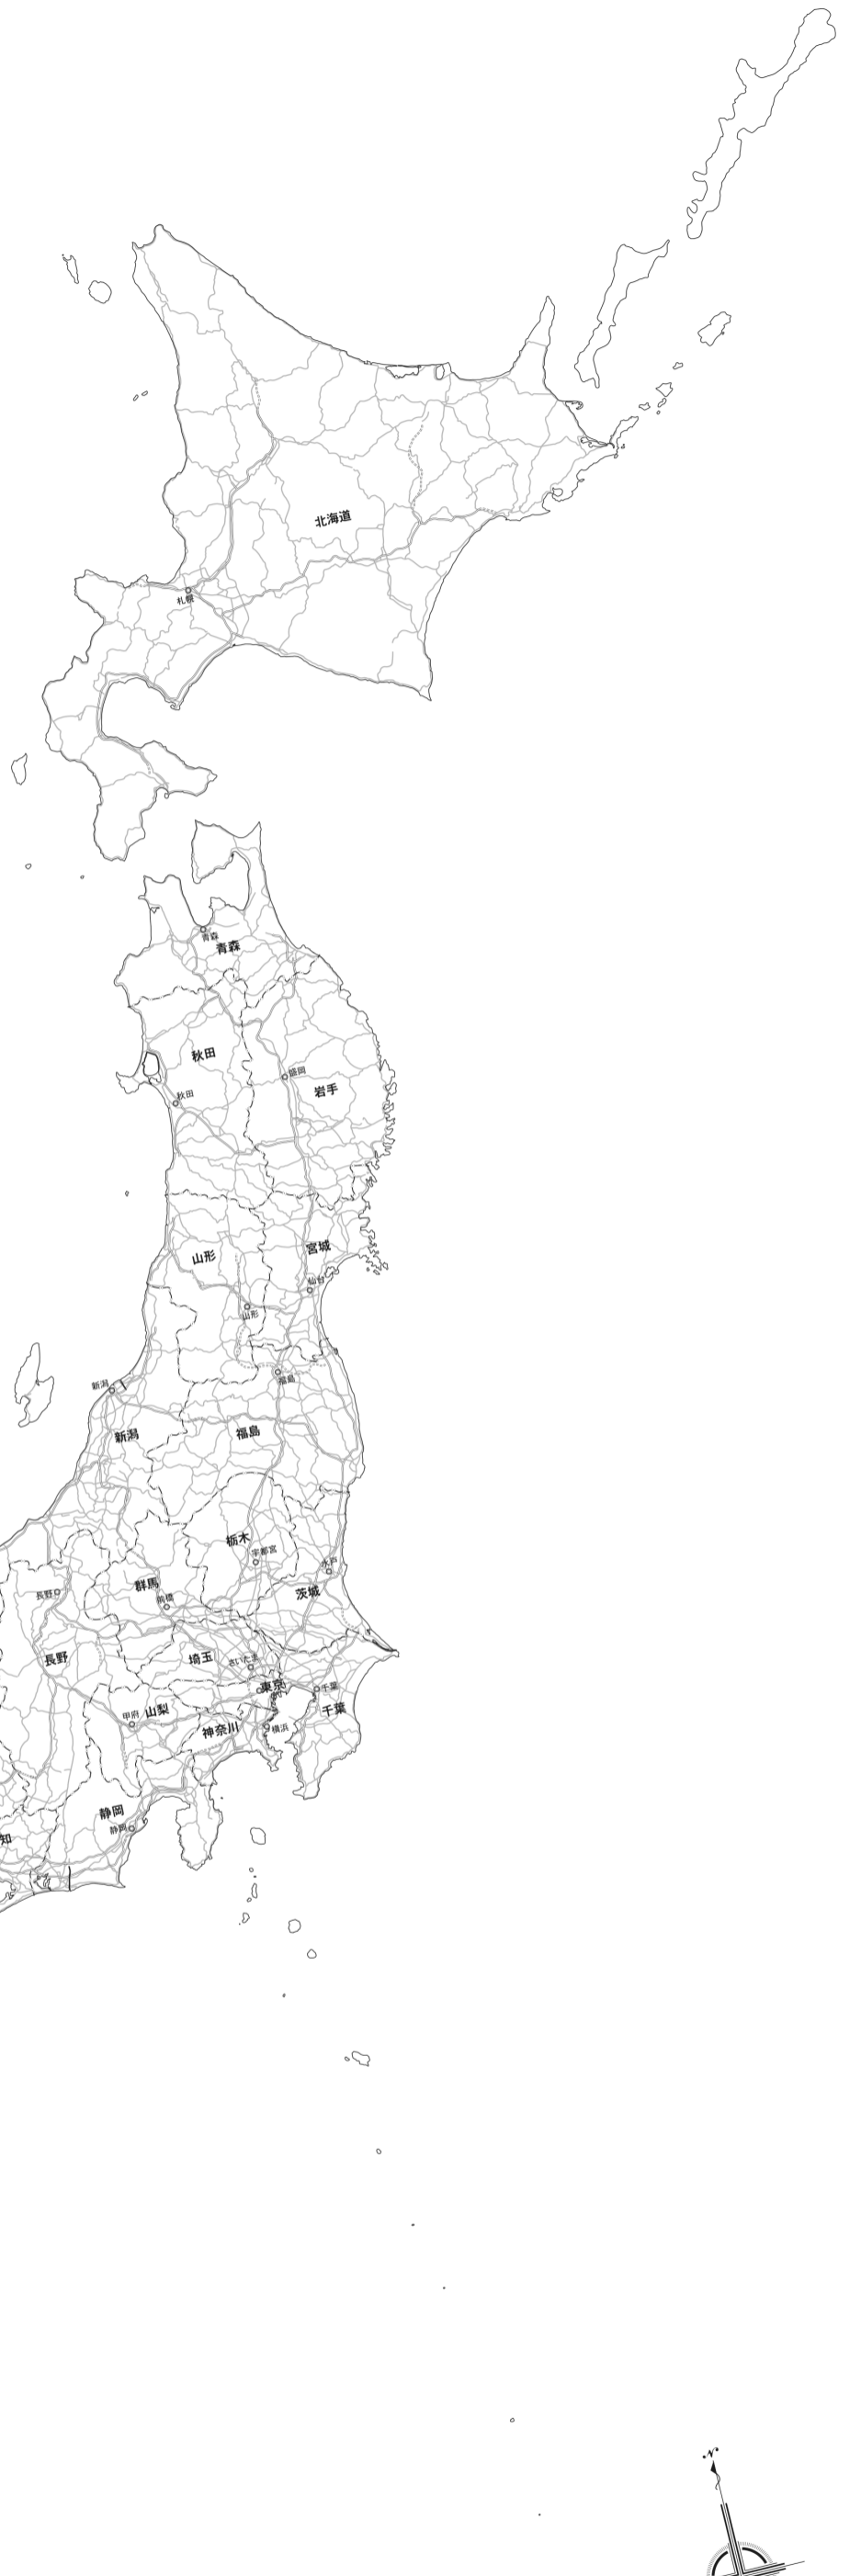 北海道
札幌
青森
青森
秋田
盛岡
岩手
秋田
宮城
山形
仙台
山形
福島
新潟
福島
新潟
栃木
宇都宮
水戸
群馬
茨城
長野
前橋
長野
埼玉
さいたま
東京
千葉
甲府
山梨
千葉
神奈川
横浜
静岡
静岡
知
N